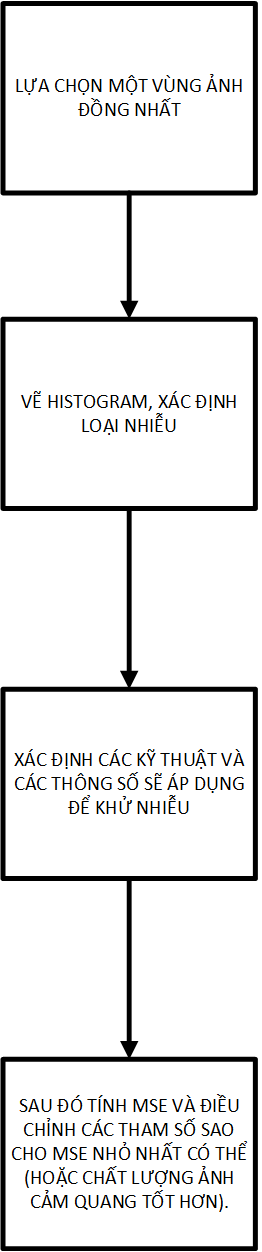 LỰA CHỌN MỘT VÙNG ẢNH
ĐỒNG NHẤT
VẼ HISTOGRAM, XÁC ĐỊNH
LOẠI NHIỄU
XÁC ĐỊNH CÁC KỸ THUẬT VÀ
CÁC THÔNG SỐ SẼ ÁP DỤNG
ĐỂ KHỬ NHIỄU
SAU ĐÓ TÍNH MSE VÀ ĐIỀU
CHỈNH CÁC THAM SỐ SAO
CHO MSE NHỎ NHẤT CÓ THỂ
(HOẶC CHẤT LƯỢNG ẢNH
CẢM QUANG TỐT HƠN).